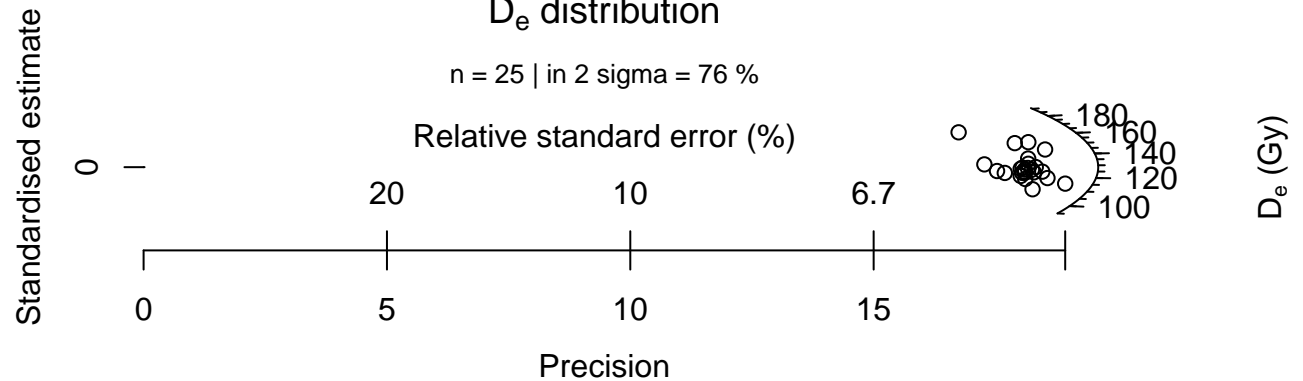 Dₑ distribution
n = 25 | in 2 sigma = 76 %
Relative standard error (%)
20 10 6.7
Standardised estimate
0
180
160
140
120
100
Dₑ (Gy)
0 5 10 15
Precision